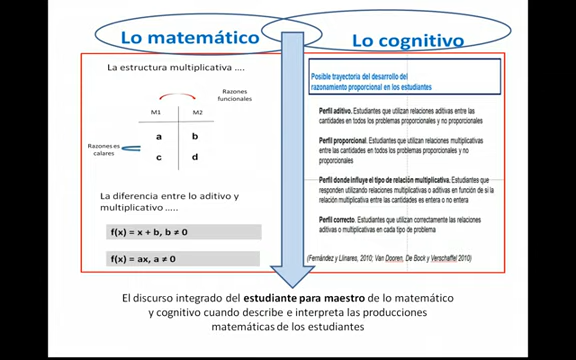 Lo matemático
Lo cognitivo
La estructura multiplicativa ....
Razones
funcionales
M1 M2
a b
Razones es
calares
c d
La diferencia entre lo aditivo y
multiplicativo .....
f(x) = x + b, b ≠ 0
f(x) = ax, a ≠ 0
Posible trayectoria del desarrollo del
razonamiento proporcional en los estudiantes
Perfil aditivo. Estudiantes que utilizan relaciones aditivas entre las
cantidades en todos los problemas proporcionales y no proporcionales
Perfil proporcional. Estudiantes que utilizan relaciones multiplicativas
entre las cantidades en todos los problemas proporcionales y no
proporcionales
Perfil donde influye el tipo de relación multiplicativa. Estudiantes que
responden utilizando relaciones multiplicativas o aditivas en función de si la
relación multiplicativa entre las cantidades es entera o no entera
Perfil correcto. Estudiantes que utilizan correctamente las relaciones
aditivas o multiplicativas en cada tipo de problema
(Fernández y Llinares, 2010; Van Dooren, De Bock y Verschaffel 2010)
El discurso integrado del estudiante para maestro de lo matemático
y cognitivo cuando describe e interpreta las producciones
matemáticas de los estudiantes